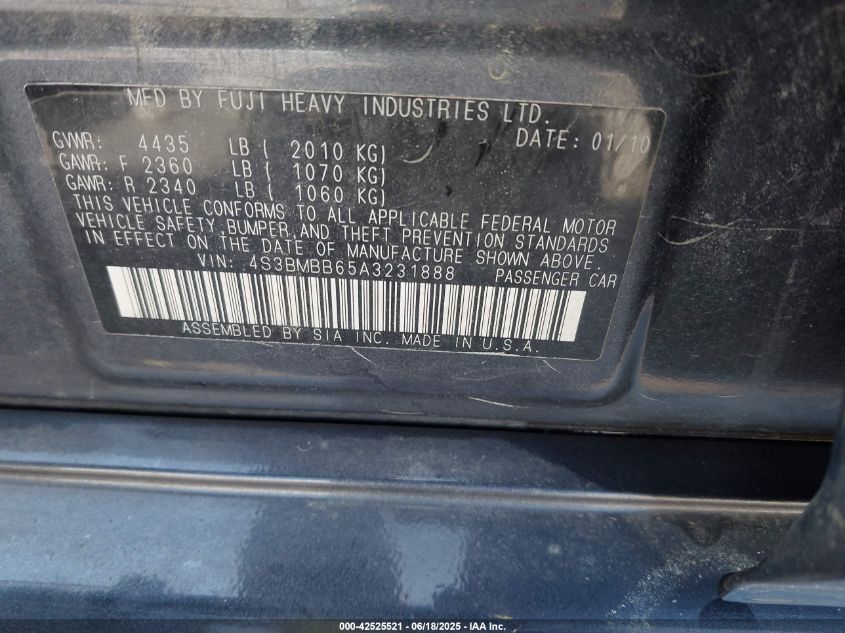 MFD BY FUJI HEAVY INDUSTRIES LTD.
GVWR: 4435 LB ( 2010 KG) DATE: 01/10
GAWR: F 2360 LB ( 1070 KG)
GAWR: R 2340 LB ( 1060 KG)
THIS VEHICLE CONFORMS TO ALL APPLICABLE FEDERAL MOTOR
VEHICLE SAFETY, BUMPER, AND THEFT PREVENTION STANDARDS
IN EFFECT ON THE DATE OF MANUFACTURE SHOWN ABOVE.
VIN: 4S3BMBB65A3231888 PASSENGER CAR
ASSEMBLED BY SIA INC. MADE IN U.S.A.
000-42525521 - 06/18/2025 - IAA Inc.